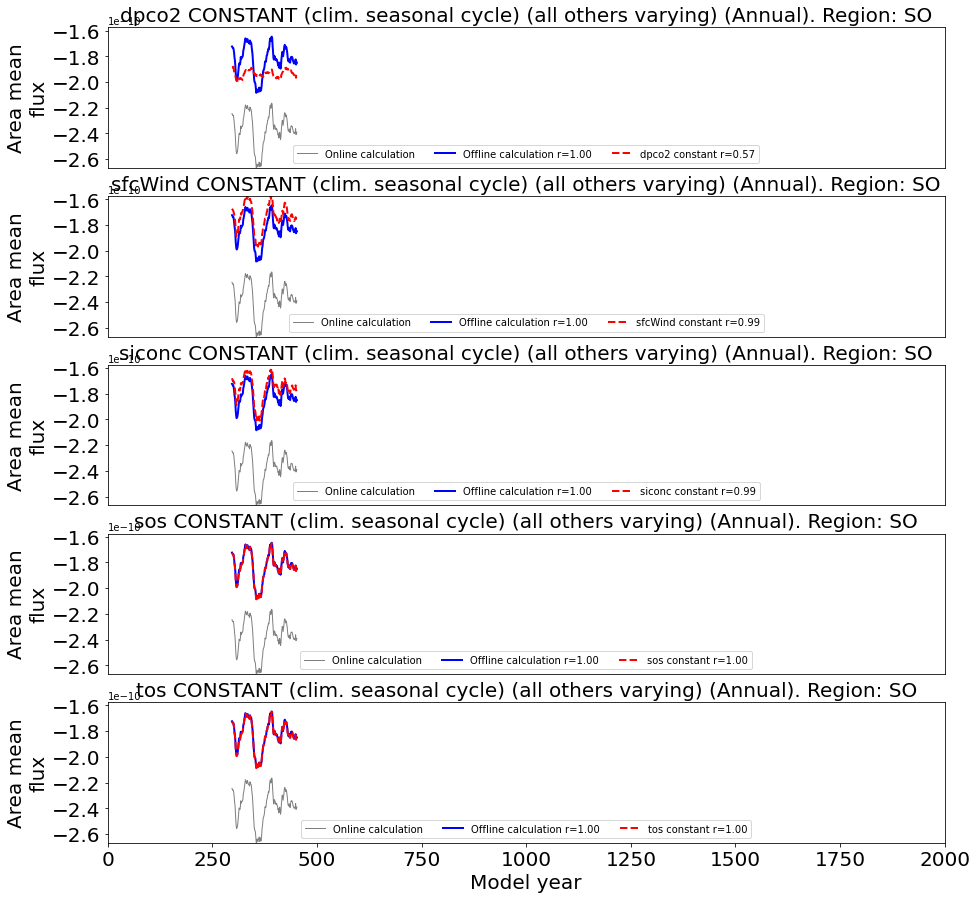 dpco2 CONSTANT (clim. seasonal cycle) (all others varying) (Annual). Region: SO
1e−10
−1.6
−1.8
−2.0
−2.2
−2.4
−2.6
Area mean
flux
Online calculation
Offline calculation r=1.00
dpco2 constant r=0.57
sfcWind CONSTANT (clim. seasonal cycle) (all others varying) (Annual). Region: SO
1e−10
−1.6
−1.8
−2.0
−2.2
−2.4
−2.6
Area mean
flux
Online calculation
Offline calculation r=1.00
sfcWind constant r=0.99
siconc CONSTANT (clim. seasonal cycle) (all others varying) (Annual). Region: SO
1e−10
−1.6
−1.8
−2.0
−2.2
−2.4
−2.6
Area mean
flux
Online calculation
Offline calculation r=1.00
siconc constant r=0.99
sos CONSTANT (clim. seasonal cycle) (all others varying) (Annual). Region: SO
1e−10
−1.6
−1.8
−2.0
−2.2
−2.4
−2.6
Area mean
flux
Online calculation
Offline calculation r=1.00
sos constant r=1.00
tos CONSTANT (clim. seasonal cycle) (all others varying) (Annual). Region: SO
1e−10
−1.6
−1.8
−2.0
−2.2
−2.4
−2.6
Area mean
flux
Online calculation
Offline calculation r=1.00
tos constant r=1.00
0 250 500 750 1000 1250 1500 1750 2000
Model year